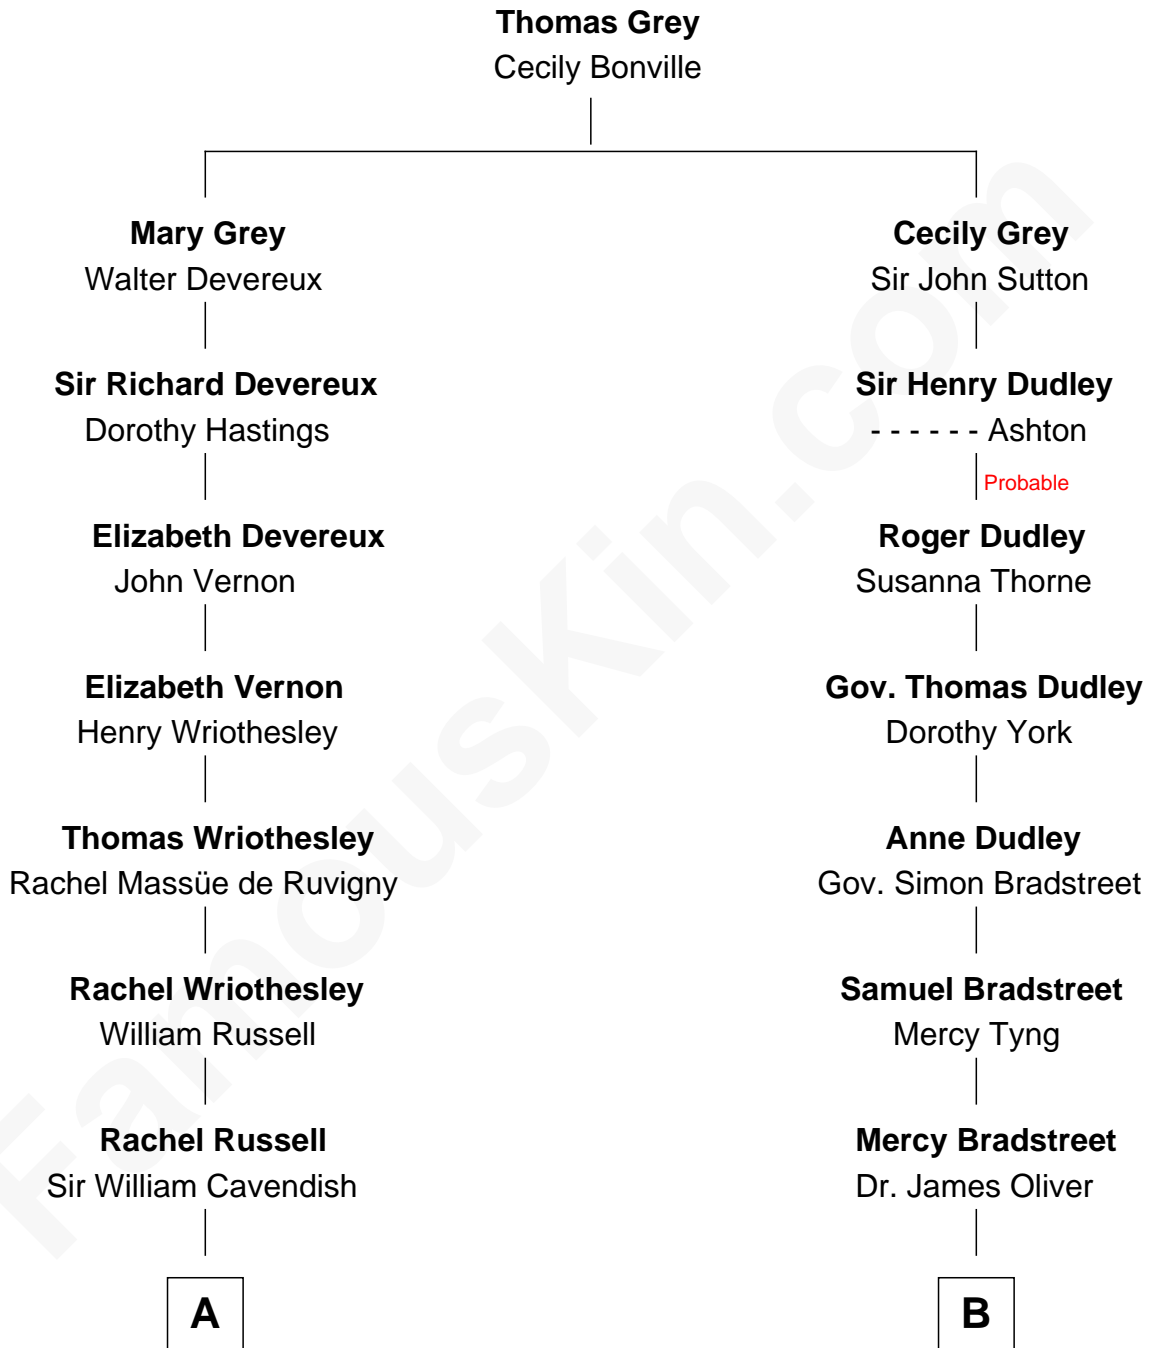 Thomas Grey
Cecily Bonville
Mary Grey
Walter Devereux
Cecily Grey
Sir John Sutton
Sir Richard Devereux
Dorothy Hastings
Sir Henry Dudley
- - - - - - Ashton
Probable
Elizabeth Devereux
John Vernon
Roger Dudley
Susanna Thorne
Elizabeth Vernon
Henry Wriothesley
Gov. Thomas Dudley
Dorothy York
Thomas Wriothesley
Rachel Massüe de Ruvigny
Anne Dudley
Gov. Simon Bradstreet
Rachel Wriothesley
William Russell
Samuel Bradstreet
Mercy Tyng
Rachel Russell
Sir William Cavendish
Mercy Bradstreet
Dr. James Oliver
A
B
FamousKin.com